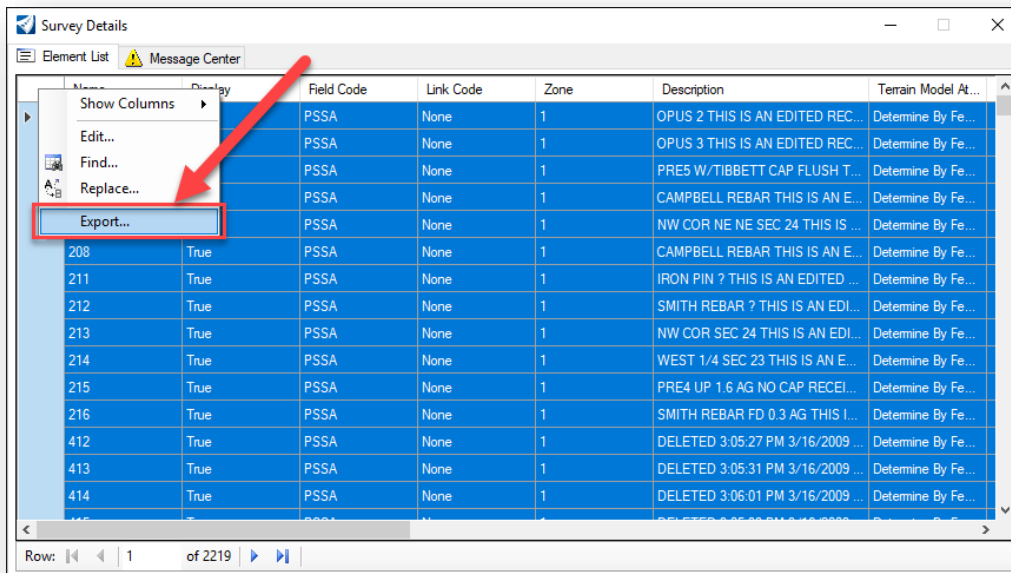 Survey Details
Element List Message Center
Name Display Field Code Link Code Zone Description Terrain Model At...
Show Columns
Edit...
Find...
Replace...
Export...
PSSA None 1 OPUS 2 THIS IS AN EDITED REC... Determine By Fe...
PSSA None 1 OPUS 3 THIS IS AN EDITED REC... Determine By Fe...
PSSA None 1 PRE5 W/TIBBETT CAP FLUSH T... Determine By Fe...
PSSA None 1 CAMPBELL REBAR THIS IS AN E... Determine By Fe...
PSSA None 1 NW COR NE NE SEC 24 THIS IS ... Determine By Fe...
208 True PSSA None 1 CAMPBELL REBAR THIS IS AN E... Determine By Fe...
211 True PSSA None 1 IRON PIN ? THIS IS AN EDITED ... Determine By Fe...
212 True PSSA None 1 SMITH REBAR ? THIS IS AN EDI... Determine By Fe...
213 True PSSA None 1 NW COR SEC 24 THIS IS AN EDI... Determine By Fe...
214 True PSSA None 1 WEST 1/4 SEC 23 THIS IS AN E... Determine By Fe...
215 True PSSA None 1 PRE4 UP 1.6 AG NO CAP RECEI... Determine By Fe...
216 True PSSA None 1 SMITH REBAR FD 0.3 AG THIS I... Determine By Fe...
412 True PSSA None 1 DELETED 3:05:27 PM 3/16/2009 ... Determine By Fe...
413 True PSSA None 1 DELETED 3:05:31 PM 3/16/2009 ... Determine By Fe...
414 True PSSA None 1 DELETED 3:06:01 PM 3/16/2009 ... Determine By Fe...
Row: 1 of 2219